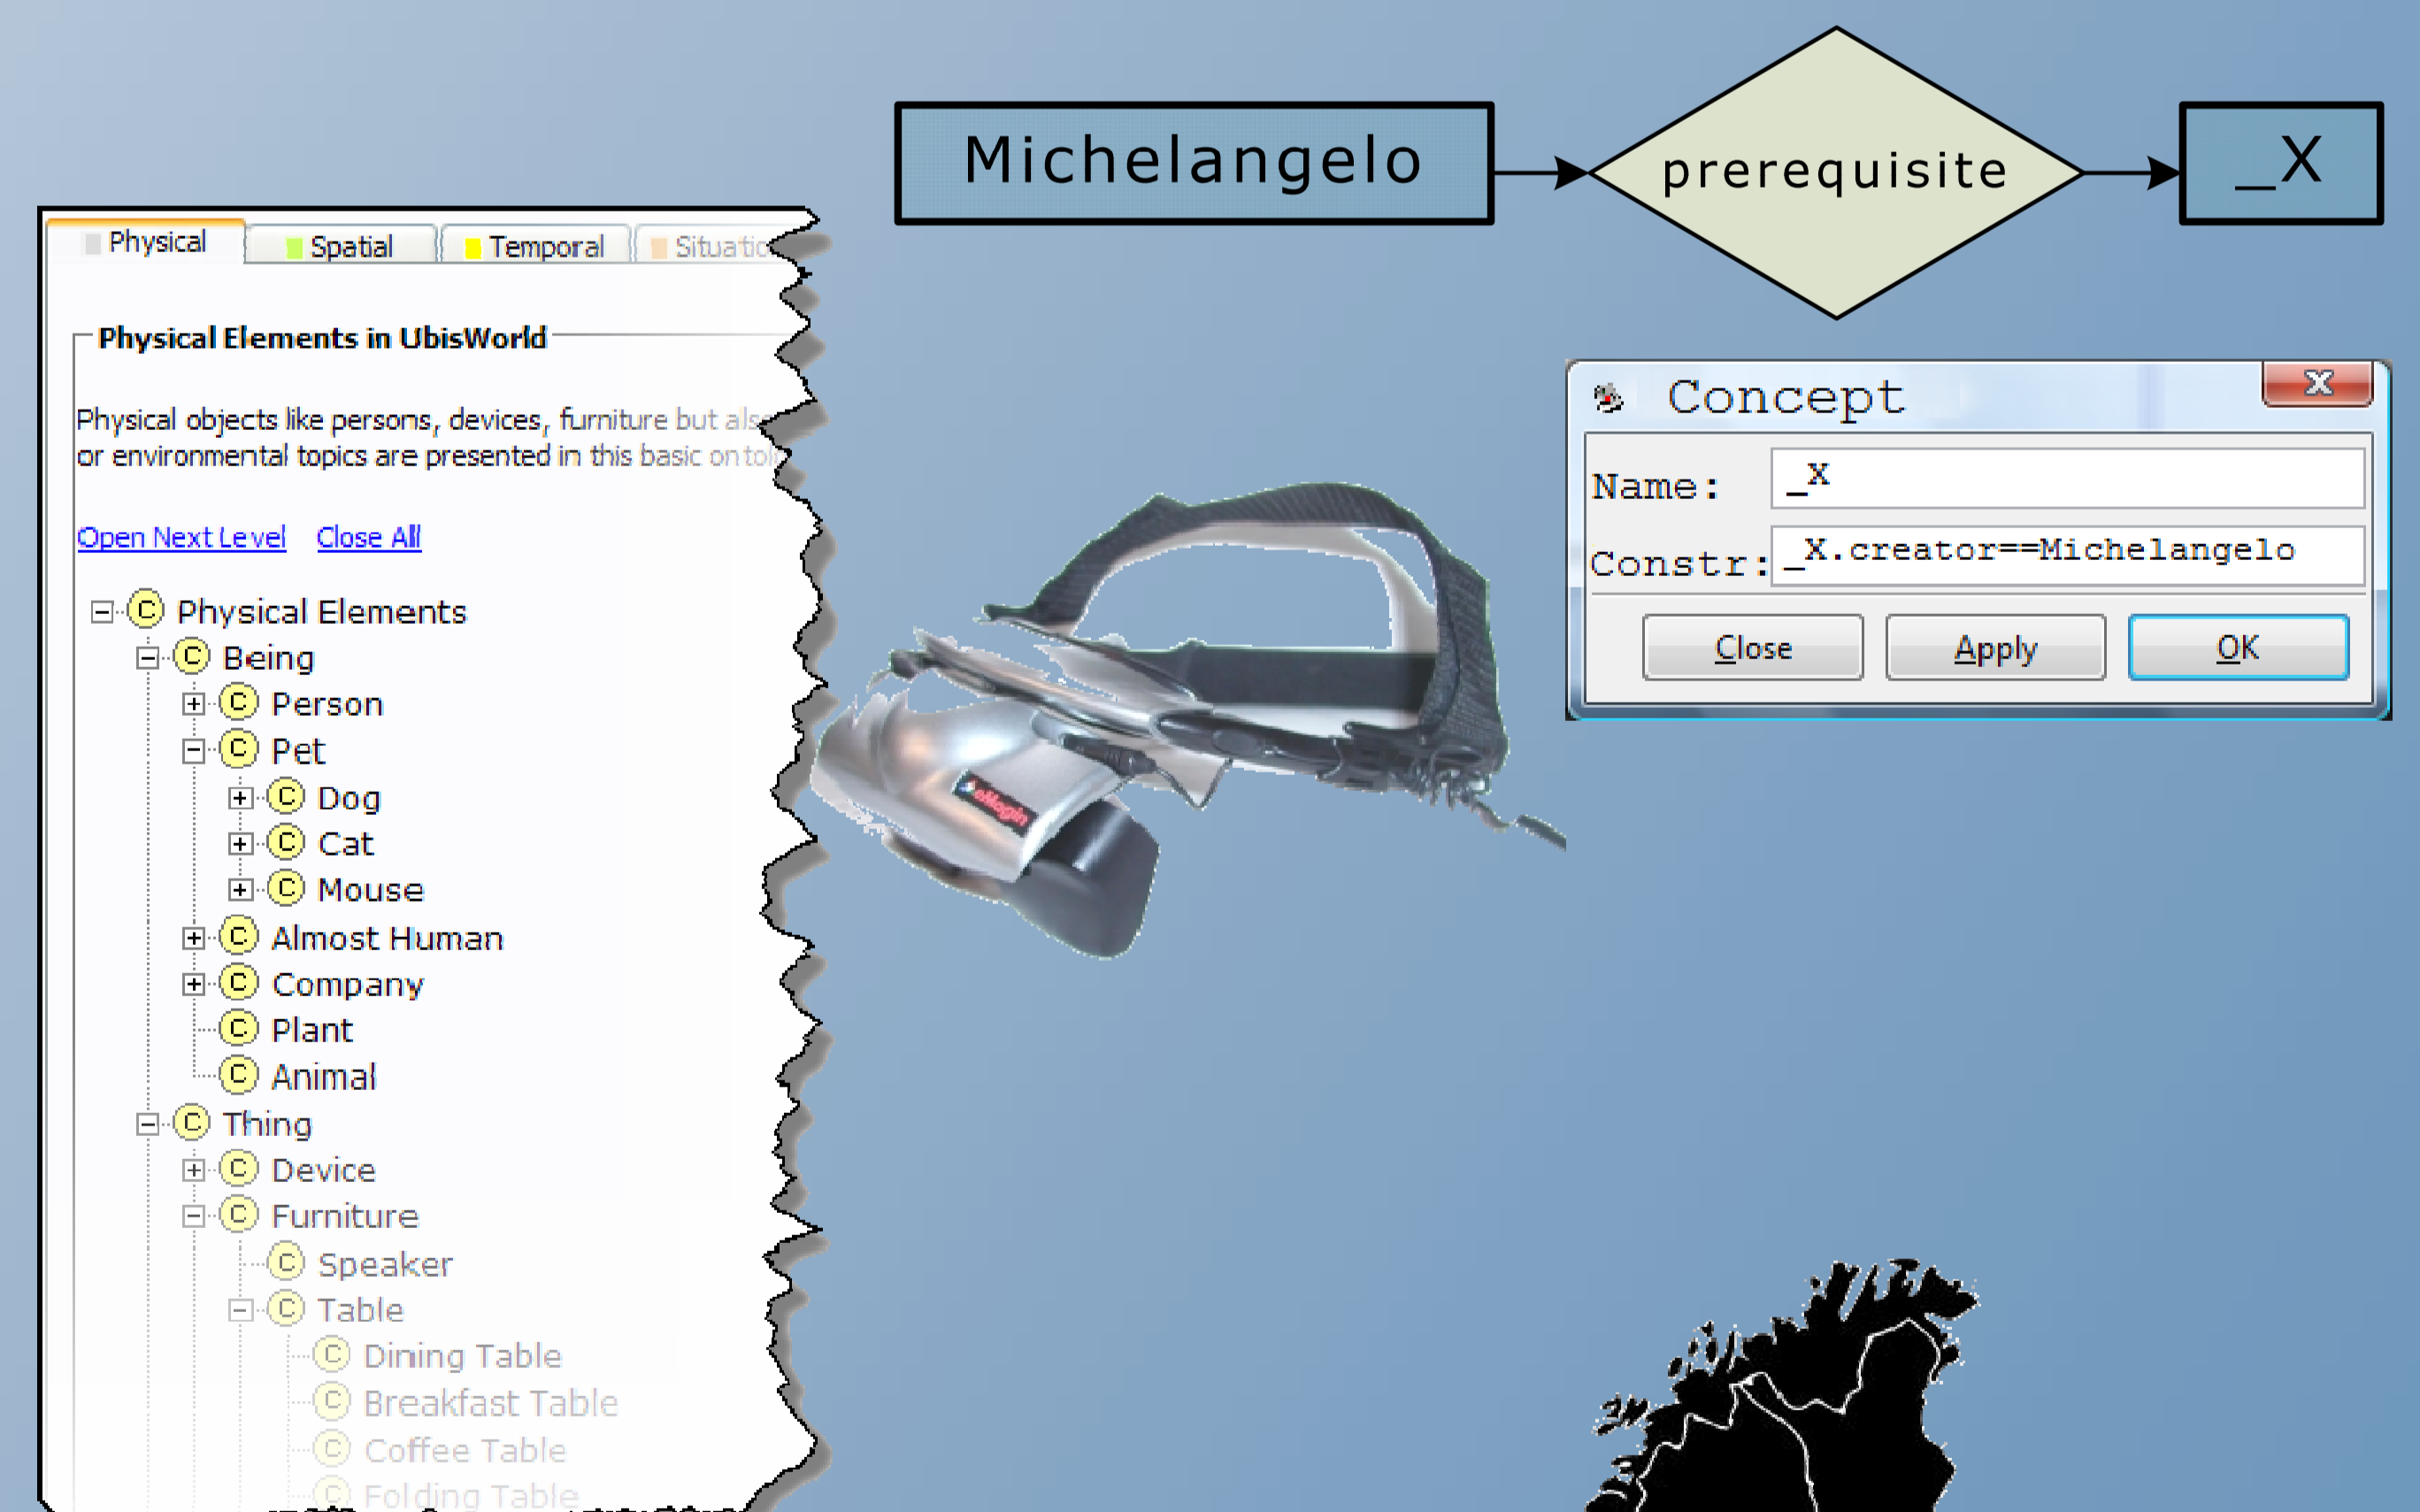 Michelangelo
prerequisite
_X
Physical
Spatial
Temporal
Situatio
Physical Elements in UbisWorld
Physical objects like persons, devices, furniture but als
or environmental topics are presented in this basic ontol
Open Next Level Close All
Physical Elements
Being
Person
Pet
Dog
Cat
Mouse
Almost Human
Company
Plant
Animal
Thing
Device
Furniture
Speaker
Table
Dining Table
Breakfast Table
Coffee Table
Folding Table
eMagin
Concept
Name: _X
Constr: _X.creator==Michelangelo
Close Apply OK